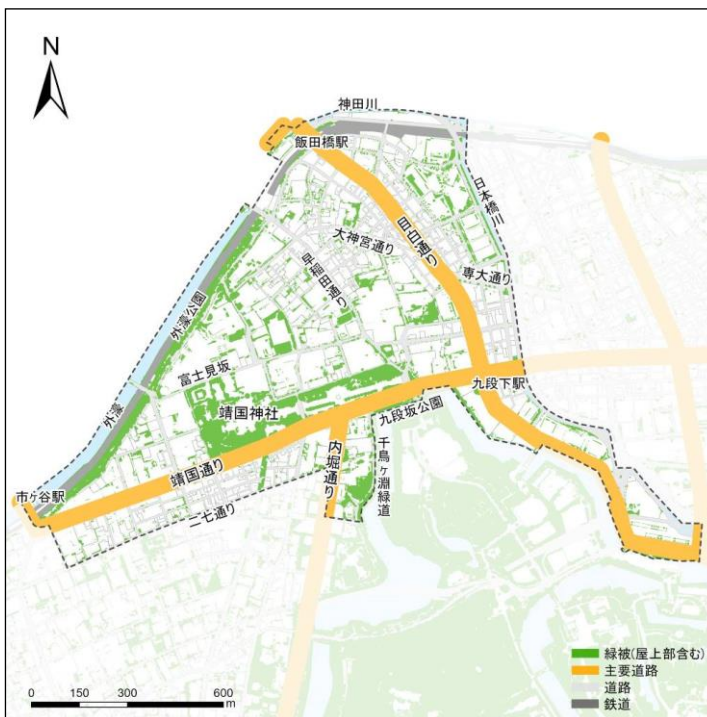 N
神田川
飯田橋駅
日本橋川
目白通り
大神宮通り
早稲田通り
専大通り
外濠公園
富士見坂
九段下駅
外濠
靖国神社
九段坂公園
靖国通り
内堀通り
千鳥ヶ淵緑道
市ヶ谷駅
二七通り
緑被(屋上部含む)
主要道路
道路
鉄道
0 150 300 600
m